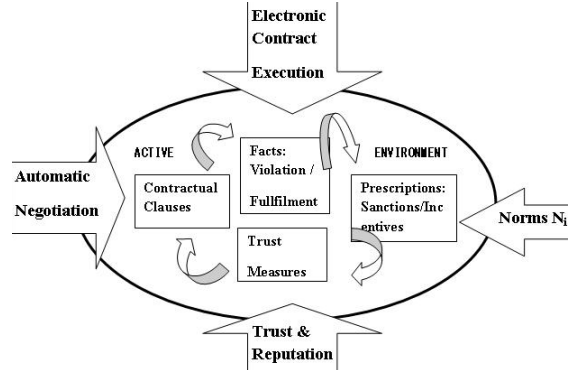 Electronic
Contract
Execution
ACTIVE
ENVIRONMENT
Facts:
Violation /
Fullfilment
Automatic
Negotiation
Contractual
Clauses
Prescriptions:
Sanctions/Inc
entives
Norms Ni
Trust
Measures
Trust &
Reputation